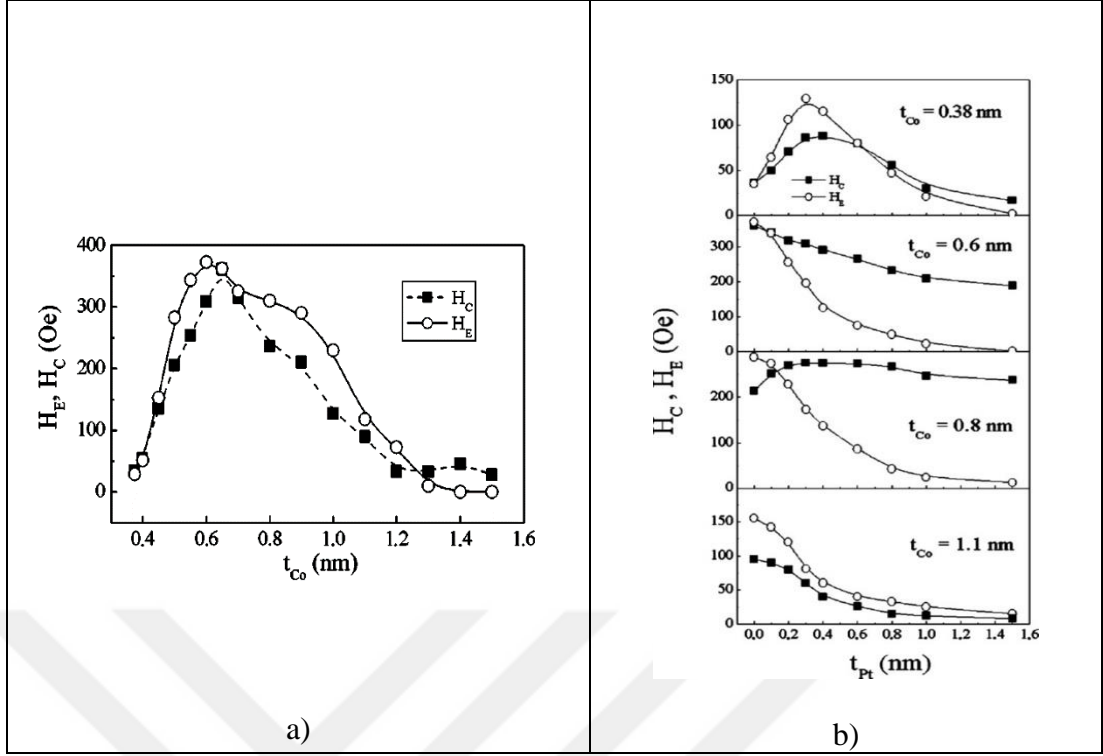 400
300
200
100
0
H_E, H_C (Oe)
H_C
H_E
0.4 0.6 0.8 1.0 1.2 1.4 1.6
t_Co (nm)
a)
150
100
50
0
t_Co = 0.38 nm
H_C
H_E
300
200
100
0
t_Co = 0.6 nm
200
100
0
t_Co = 0.8 nm
150
100
50
0
t_Co = 1.1 nm
H_C , H_E (Oe)
0,0 0,2 0,4 0,6 0,8 1,0 1,2 1,4 1,6
t_Pt (nm)
b)